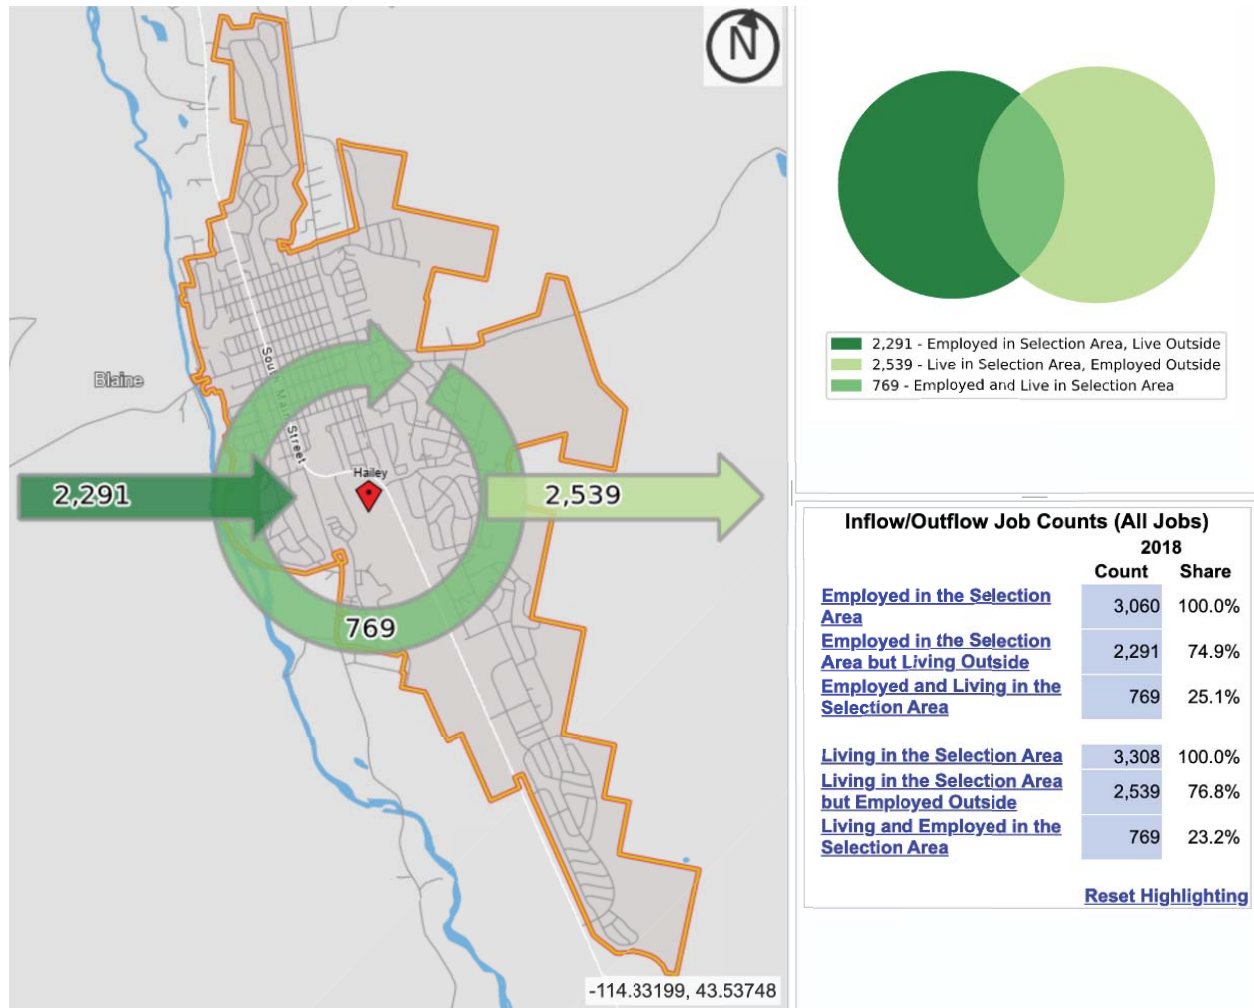 N
Blaine
South Main Street
Hailey
2,291
2,539
769
-114.33199, 43.53748
2,291 - Employed in Selection Area, Live Outside
2,539 - Live in Selection Area, Employed Outside
769 - Employed and Live in Selection Area
Inflow/Outflow Job Counts (All Jobs)
2018
Count Share
Employed in the Selection
Area 3,060 100.0%
Employed in the Selection
Area but Living Outside 2,291 74.9%
Employed and Living in the
Selection Area 769 25.1%
Living in the Selection Area 3,308 100.0%
Living in the Selection Area
but Employed Outside 2,539 76.8%
Living and Employed in the
Selection Area 769 23.2%
Reset Highlighting